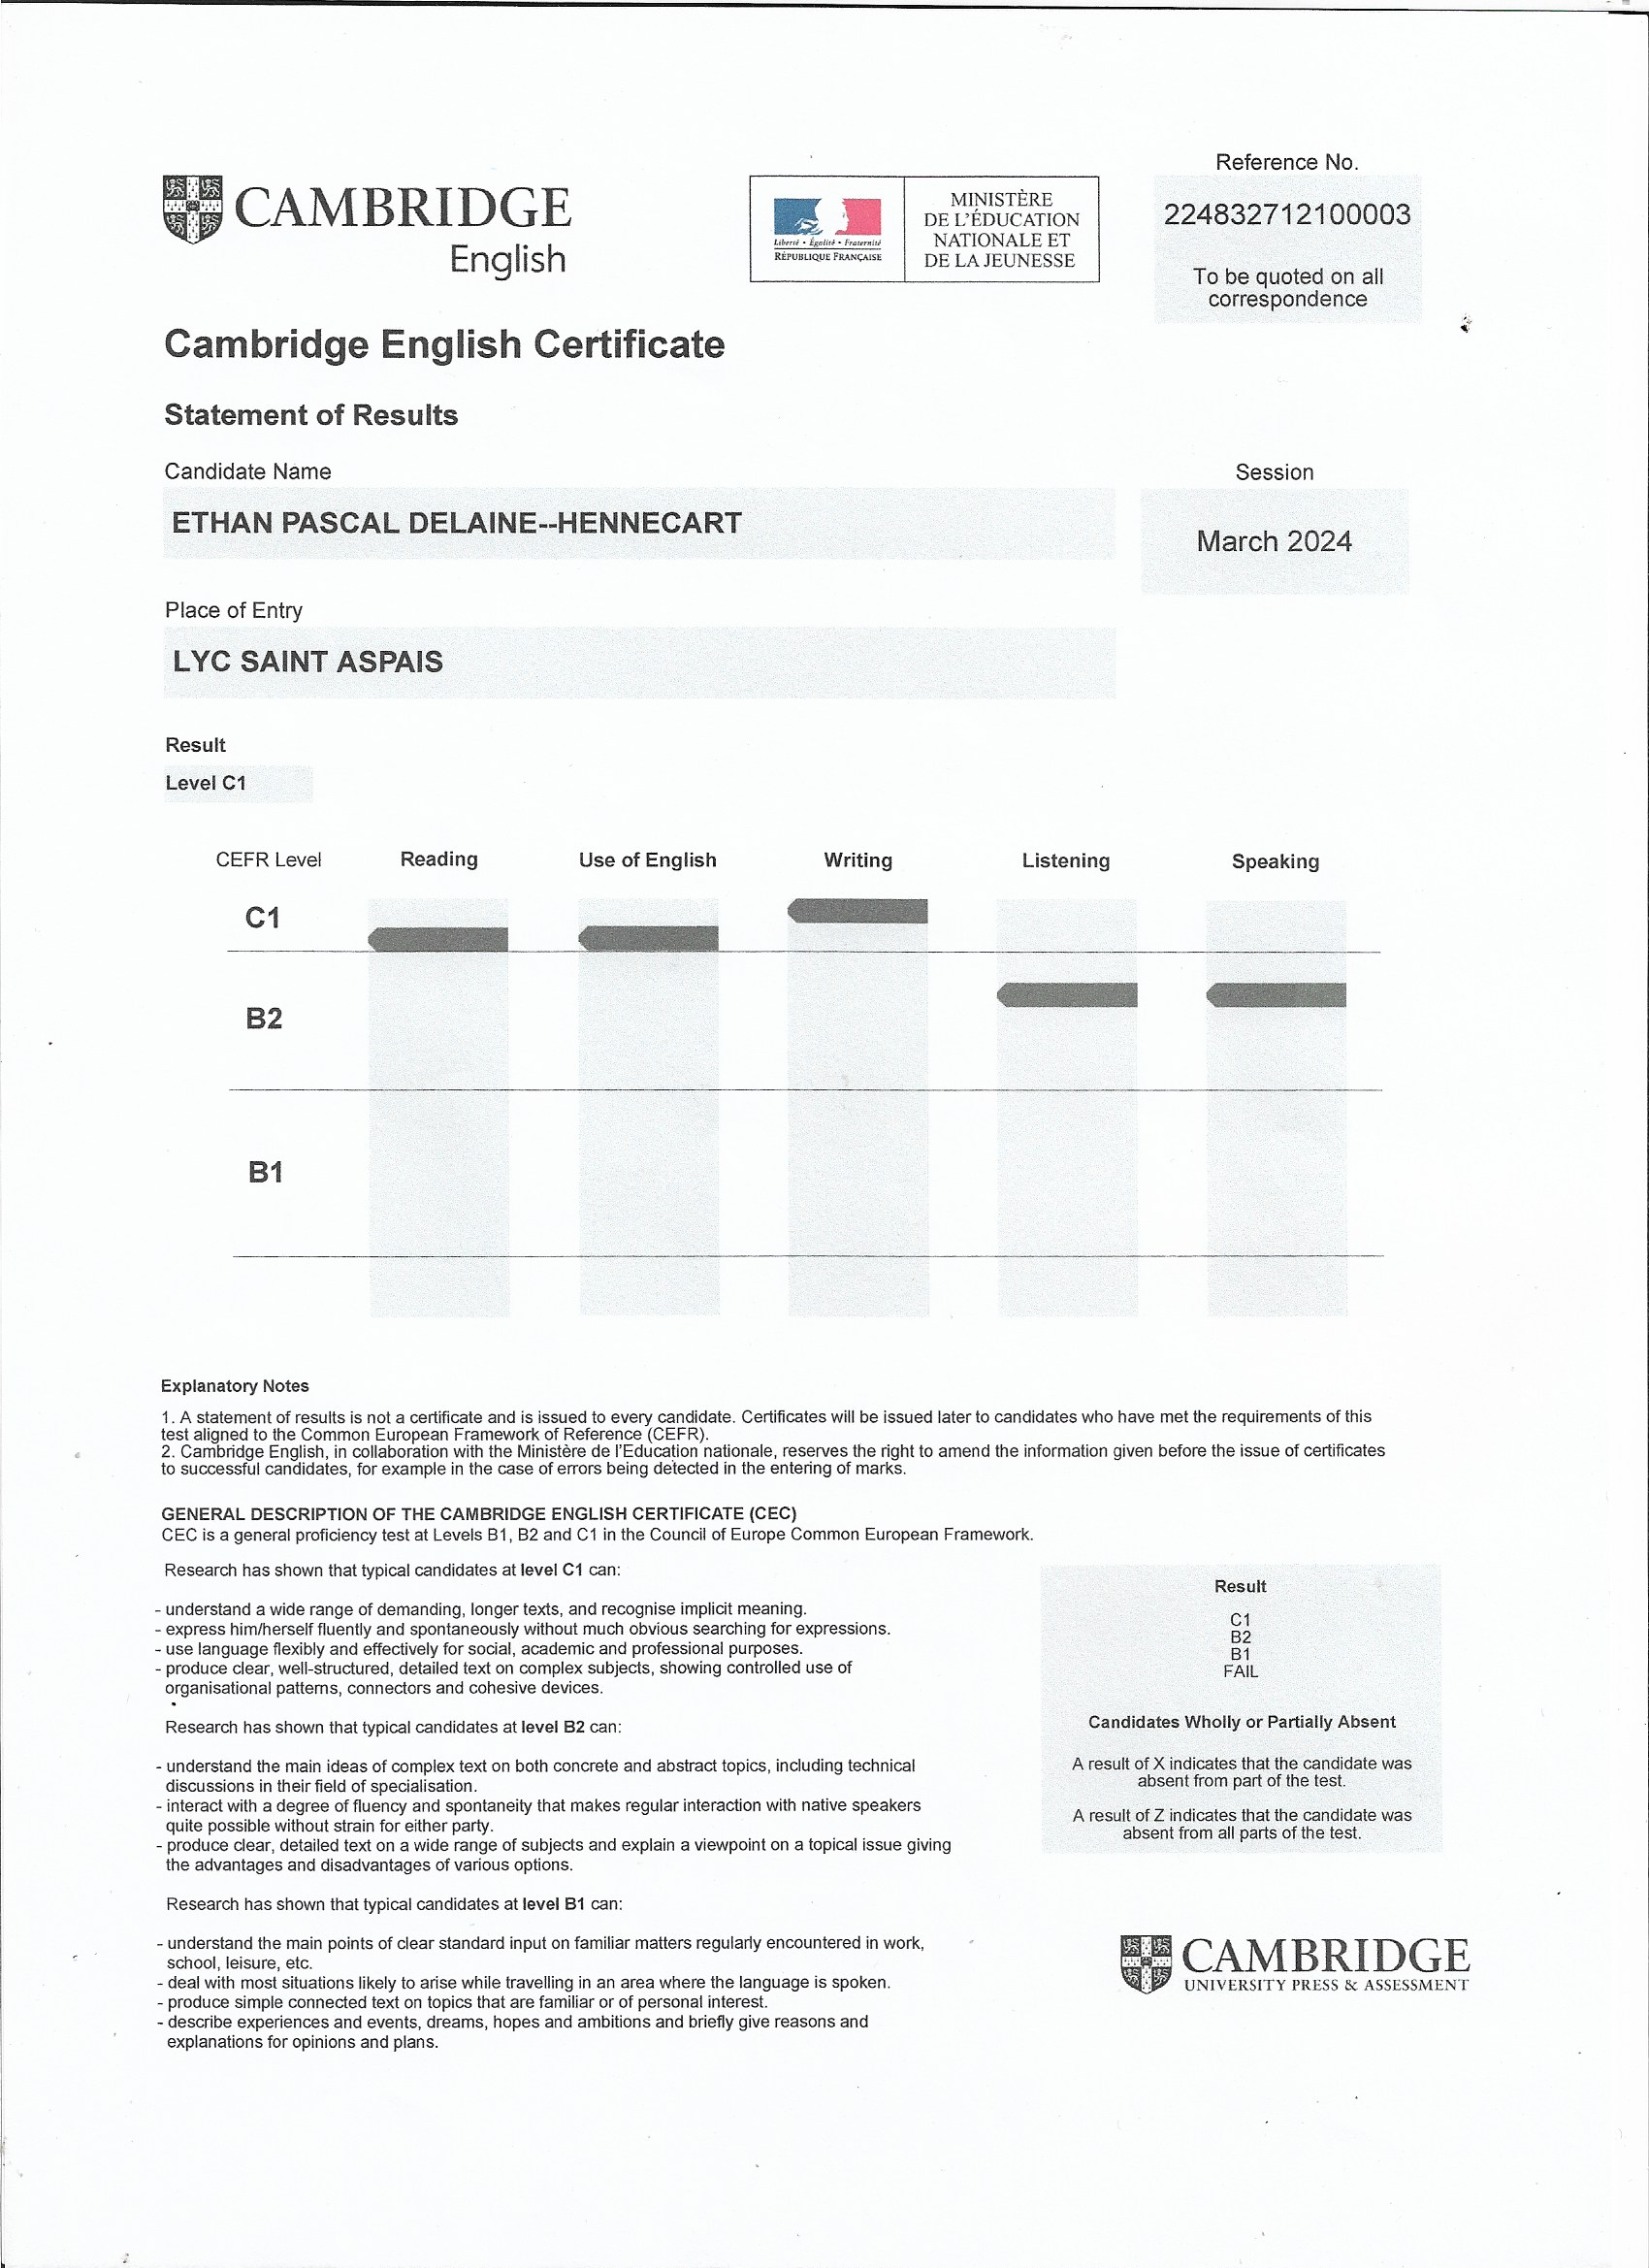 Reference No.
CAMBRIDGE
English
Liberté • Égalité • Fraternité
RÉPUBLIQUE FRANÇAISE
MINISTÈRE
DE L'ÉDUCATION
NATIONALE ET
DE LA JEUNESSE
224832712100003
To be quoted on all
correspondence
Cambridge English Certificate
Statement of Results
Candidate Name
Session
ETHAN PASCAL DELAINE--HENNECART
March 2024
Place of Entry
LYC SAINT ASPAIS
Result
Level C1
CEFR Level Reading Use of English Writing Listening Speaking
C1
B2
B1
Explanatory Notes
1. A statement of results is not a certificate and is issued to every candidate. Certificates will be issued later to candidates who have met the requirements of this
test aligned to the Common European Framework of Reference (CEFR).
2. Cambridge English, in collaboration with the Ministère de l'Education nationale, reserves the right to amend the information given before the issue of certificates
to successful candidates, for example in the case of errors being detected in the entering of marks.
GENERAL DESCRIPTION OF THE CAMBRIDGE ENGLISH CERTIFICATE (CEC)
CEC is a general proficiency test at Levels B1, B2 and C1 in the Council of Europe Common European Framework.
Research has shown that typical candidates at level C1 can:
- understand a wide range of demanding, longer texts, and recognise implicit meaning.
- express him/herself fluently and spontaneously without much obvious searching for expressions.
- use language flexibly and effectively for social, academic and professional purposes.
- produce clear, well-structured, detailed text on complex subjects, showing controlled use of
organisational patterns, connectors and cohesive devices.
Research has shown that typical candidates at level B2 can:
- understand the main ideas of complex text on both concrete and abstract topics, including technical
discussions in their field of specialisation.
- interact with a degree of fluency and spontaneity that makes regular interaction with native speakers
quite possible without strain for either party.
- produce clear, detailed text on a wide range of subjects and explain a viewpoint on a topical issue giving
the advantages and disadvantages of various options.
Research has shown that typical candidates at level B1 can:
- understand the main points of clear standard input on familiar matters regularly encountered in work,
school, leisure, etc.
- deal with most situations likely to arise while travelling in an area where the language is spoken.
- produce simple connected text on topics that are familiar or of personal interest.
- describe experiences and events, dreams, hopes and ambitions and briefly give reasons and
explanations for opinions and plans.
Result
C1
B2
B1
FAIL
Candidates Wholly or Partially Absent
A result of X indicates that the candidate was
absent from part of the test.
A result of Z indicates that the candidate was
absent from all parts of the test.
CAMBRIDGE
UNIVERSITY PRESS & ASSESSMENT